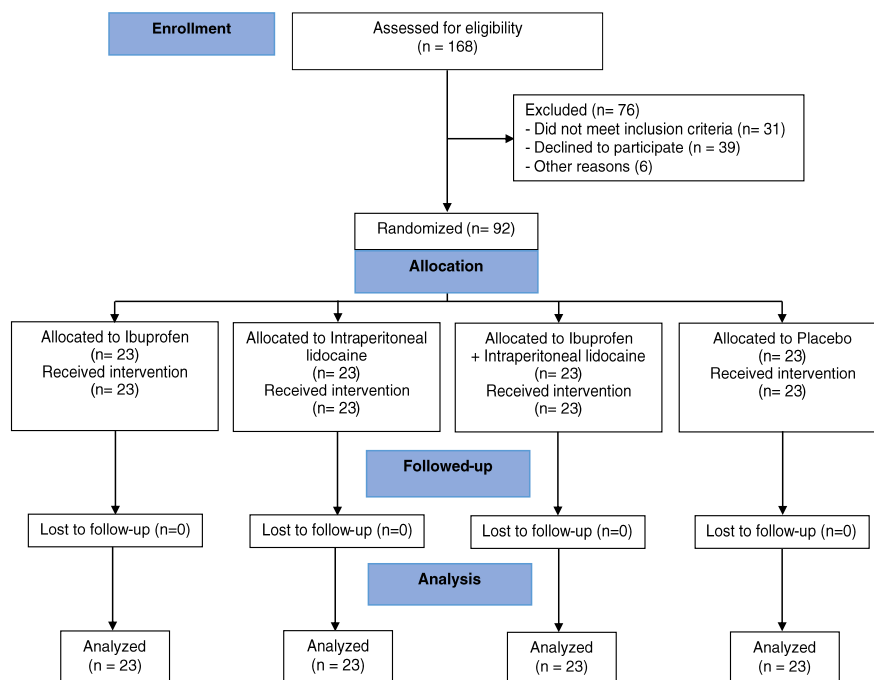 Enrollment
Assessed for eligibility
(n = 168)
Excluded (n= 76)
- Did not meet inclusion criteria (n= 31)
- Declined to participate (n = 39)
- Other reasons (6)
Randomized (n= 92)
Allocation
Allocated to Ibuprofen
(n= 23)
Received intervention
(n= 23)
Allocated to Intraperitoneal
lidocaine
(n= 23)
Received intervention
(n= 23)
Allocated to Ibuprofen
+ Intraperitoneal lidocaine
(n= 23)
Received intervention
(n= 23)
Allocated to Placebo
(n= 23)
Received intervention
(n= 23)
Followed-up
Lost to follow-up (n=0)
Lost to follow-up (n=0)
Lost to follow-up (n=0)
Lost to follow-up (n=0)
Analysis
Analyzed
(n = 23)
Analyzed
(n = 23)
Analyzed
(n = 23)
Analyzed
(n = 23)